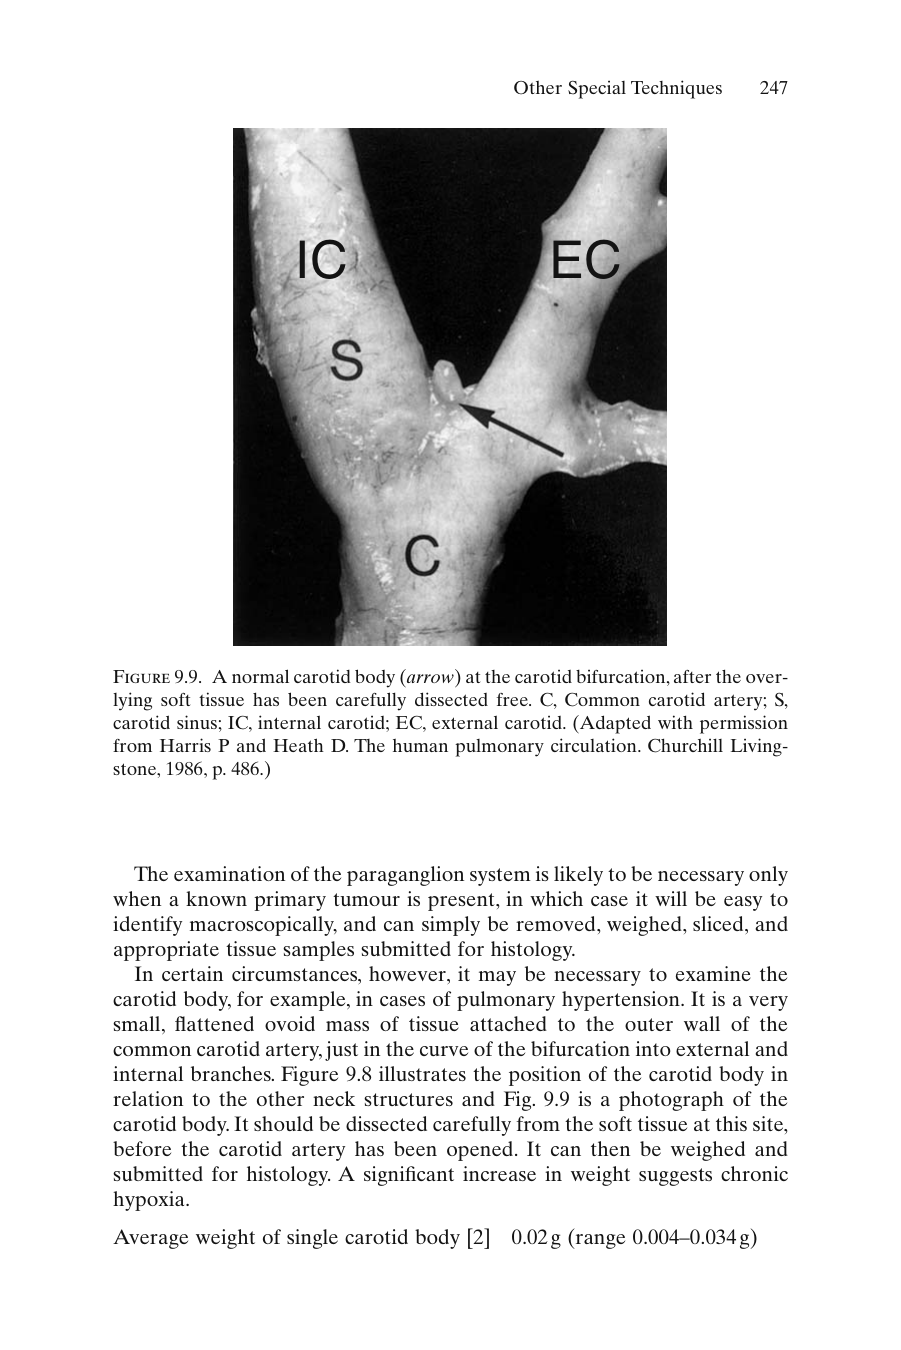 Other Special Techniques 247
IC
EC
S
C
FIGURE 9.9. A normal carotid body (arrow) at the carotid bifurcation, after the over-
lying soft tissue has been carefully dissected free. C, Common carotid artery; S,
carotid sinus; IC, internal carotid; EC, external carotid. (Adapted with permission
from Harris P and Heath D. The human pulmonary circulation. Churchill Living-
stone, 1986, p. 486.)
The examination of the paraganglion system is likely to be necessary only
when a known primary tumour is present, in which case it will be easy to
identify macroscopically, and can simply be removed, weighed, sliced, and
appropriate tissue samples submitted for histology.
In certain circumstances, however, it may be necessary to examine the
carotid body, for example, in cases of pulmonary hypertension. It is a very
small, flattened ovoid mass of tissue attached to the outer wall of the
common carotid artery, just in the curve of the bifurcation into external and
internal branches. Figure 9.8 illustrates the position of the carotid body in
relation to the other neck structures and Fig. 9.9 is a photograph of the
carotid body. It should be dissected carefully from the soft tissue at this site,
before the carotid artery has been opened. It can then be weighed and
submitted for histology. A significant increase in weight suggests chronic
hypoxia.
Average weight of single carotid body [2] 0.02 g (range 0.004–0.034 g)